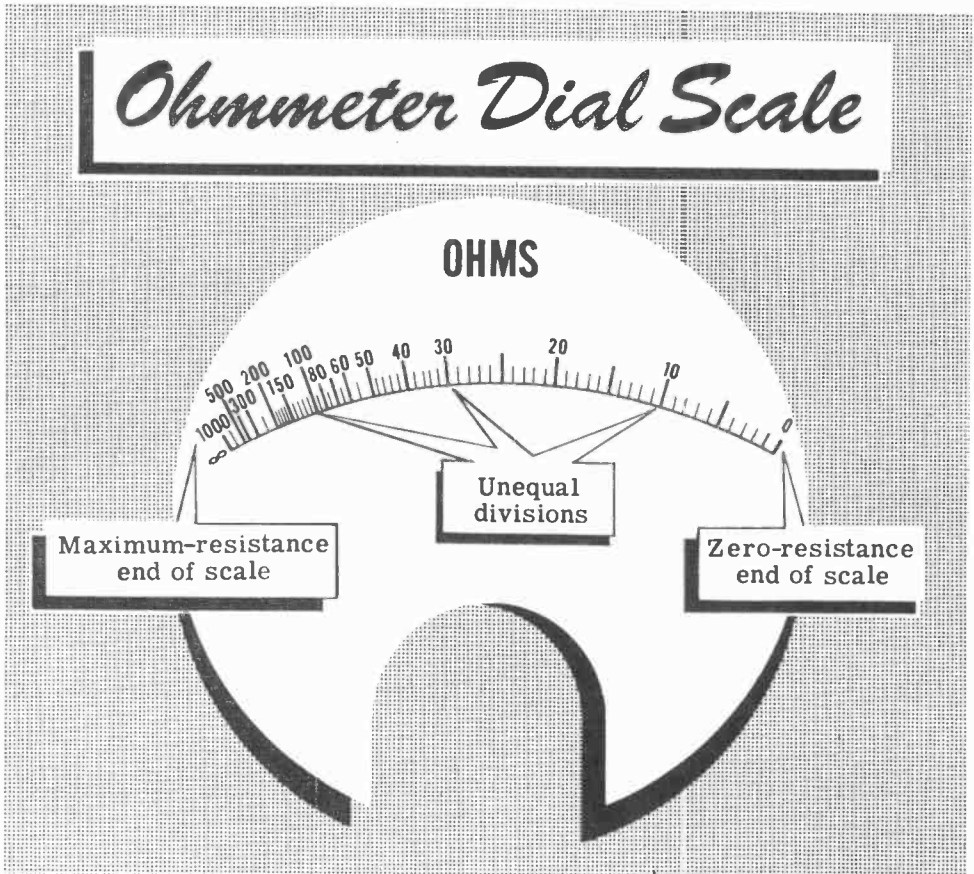 Ohmmeter Dial Scale
OHMS
∞ 1000 500 300 200 150 100 80 60 50 40 30 20 10 0
Unequal
divisions
Maximum-resistance
end of scale
Zero-resistance
end of scale